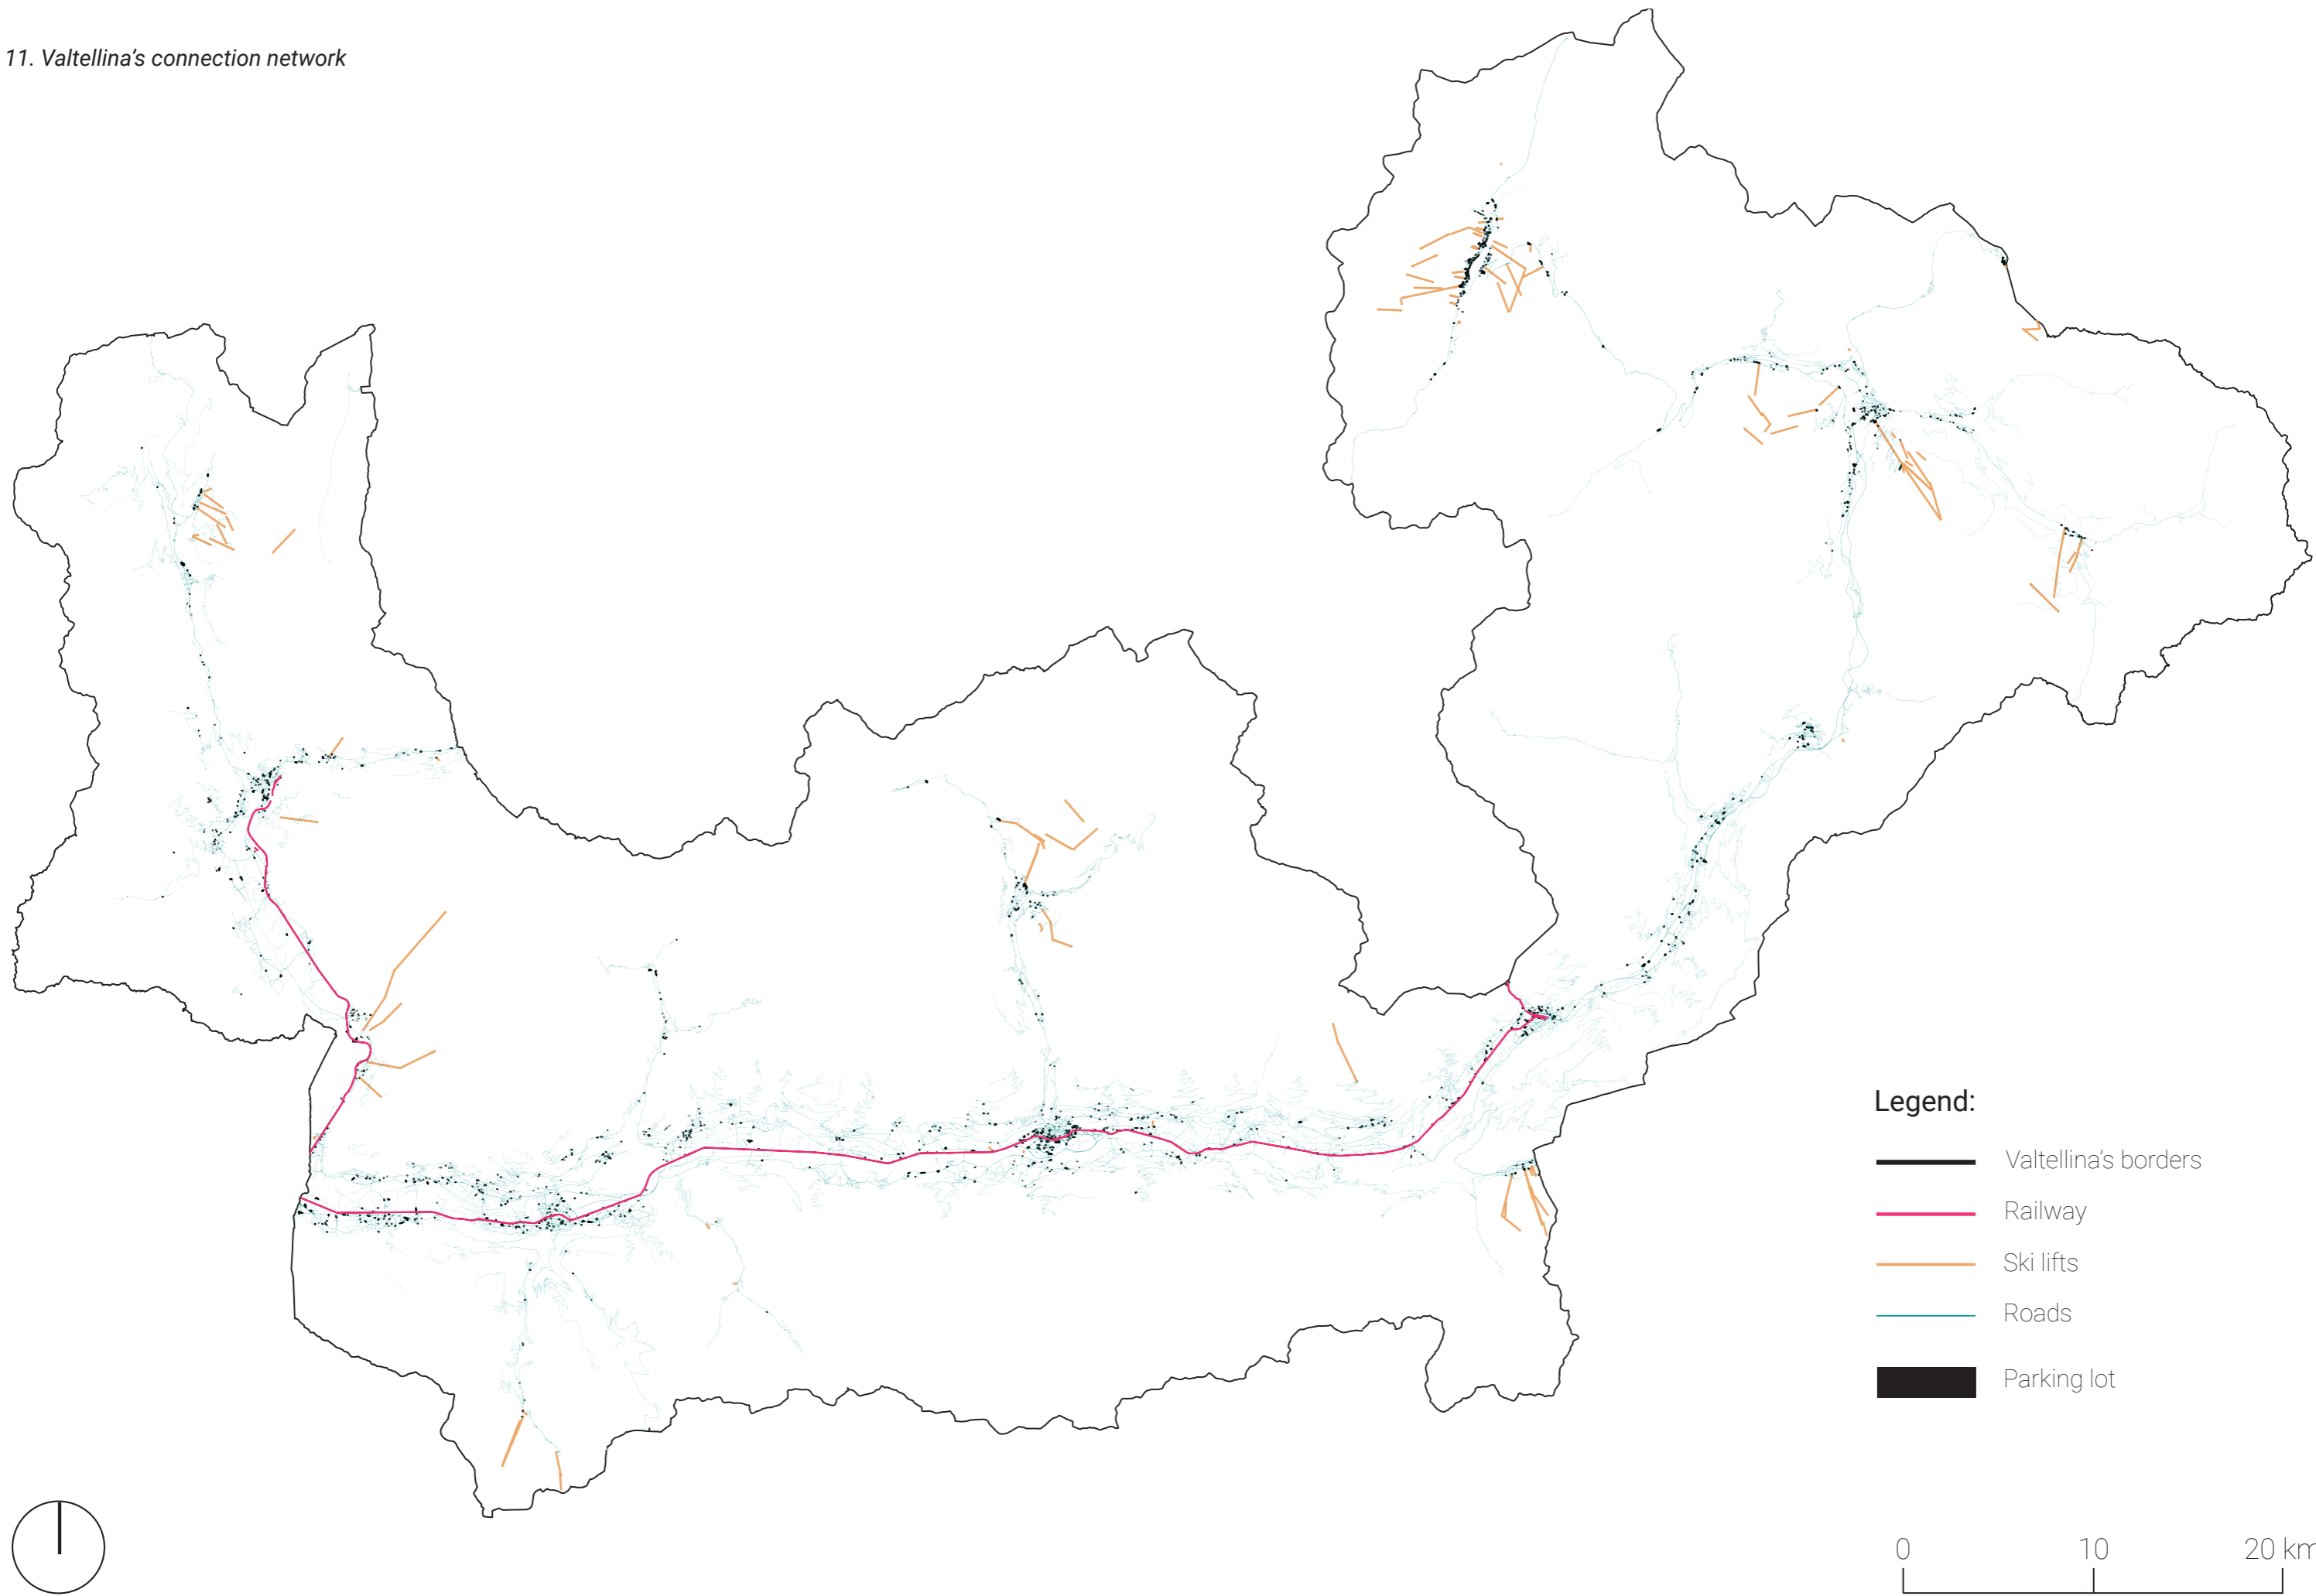 11. Valtellina's connection network
Legend:
Valtellina's borders
Railway
Ski lifts
Roads
Parking lot
0 10 20 km